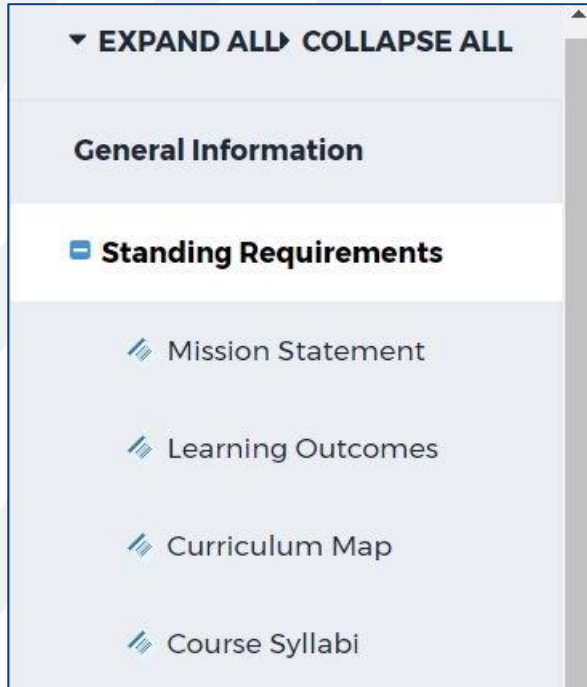 EXPAND ALL COLLAPSE ALL
General Information
Standing Requirements
Mission Statement
Learning Outcomes
Curriculum Map
Course Syllabi